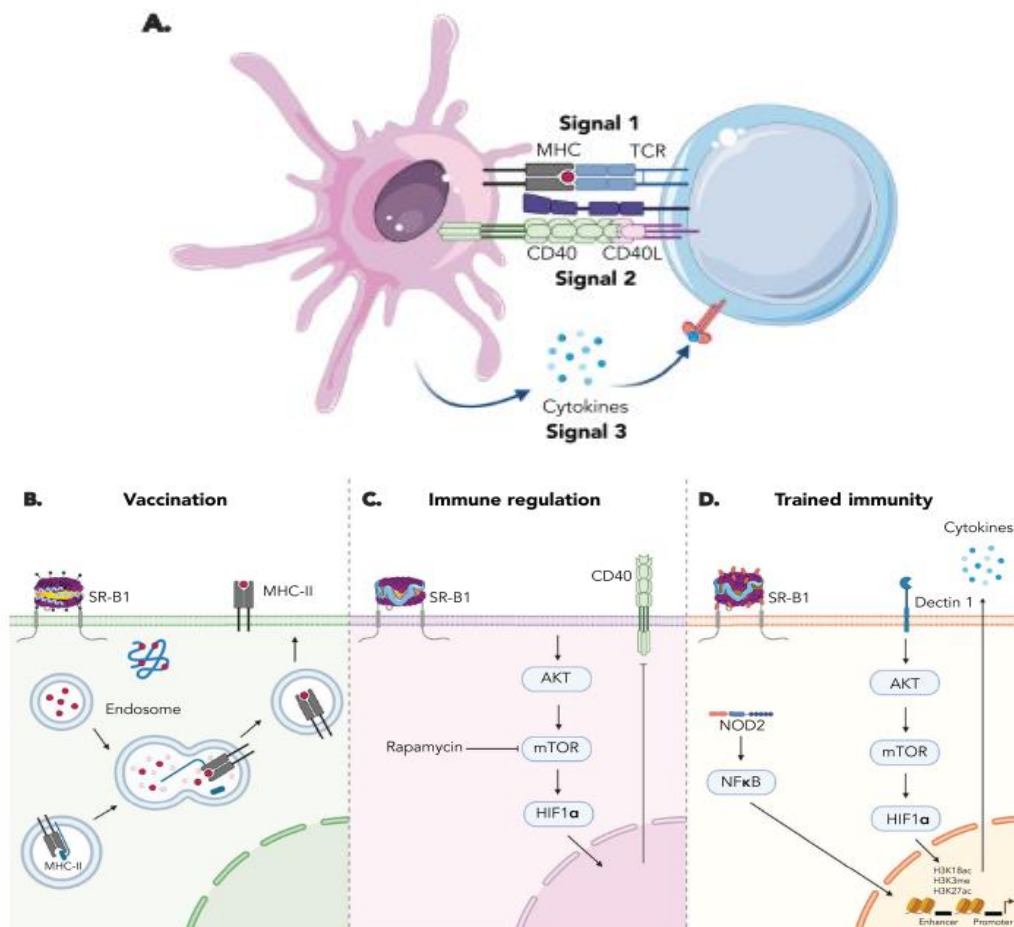 A.
Signal 1
MHC TCR
CD40 CD40L
Signal 2
Cytokines
Signal 3
B. Vaccination
SR-B1
MHC-II
Endosome
MHC-II
C. Immune regulation
SR-B1
CD40
AKT
Rapamycin
mTOR
HIF1α
D. Trained immunity
Cytokines
SR-B1
Dectin 1
AKT
NOD2
mTOR
NFκB
HIF1α
H3K18ac
H3K3me
H3K27ac
Enhancer Promoter